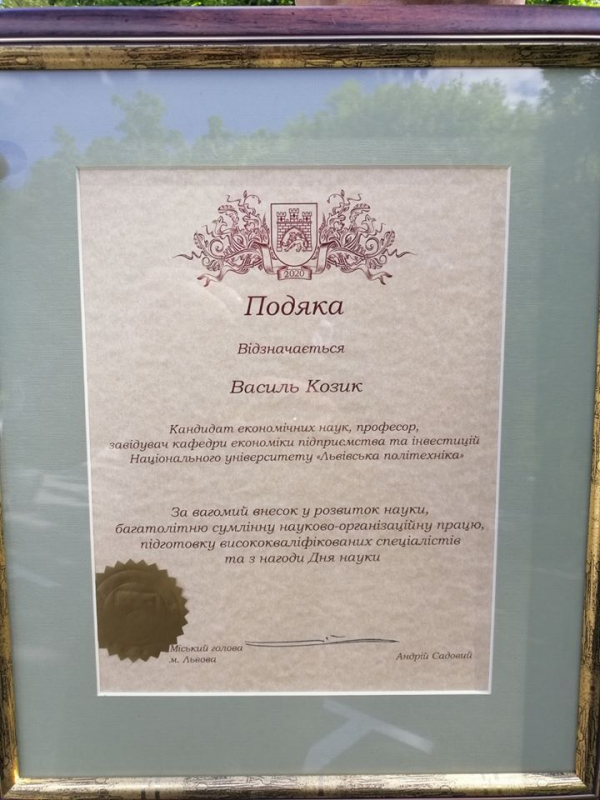 2020
Подяка
Відзначається
Василь Козик
Кандидат економічних наук, професор,
завідувач кафедри економіки підприємства та інвестицій
Національного університету «Львівська політехніка»
За вагомий внесок у розвиток науки,
багатолітню сумлінну науково-організаційну працю,
підготовку висококваліфікованих спеціалістів
та з нагоди Дня науки
Міський голова
м. Львова
Андрій Садовий